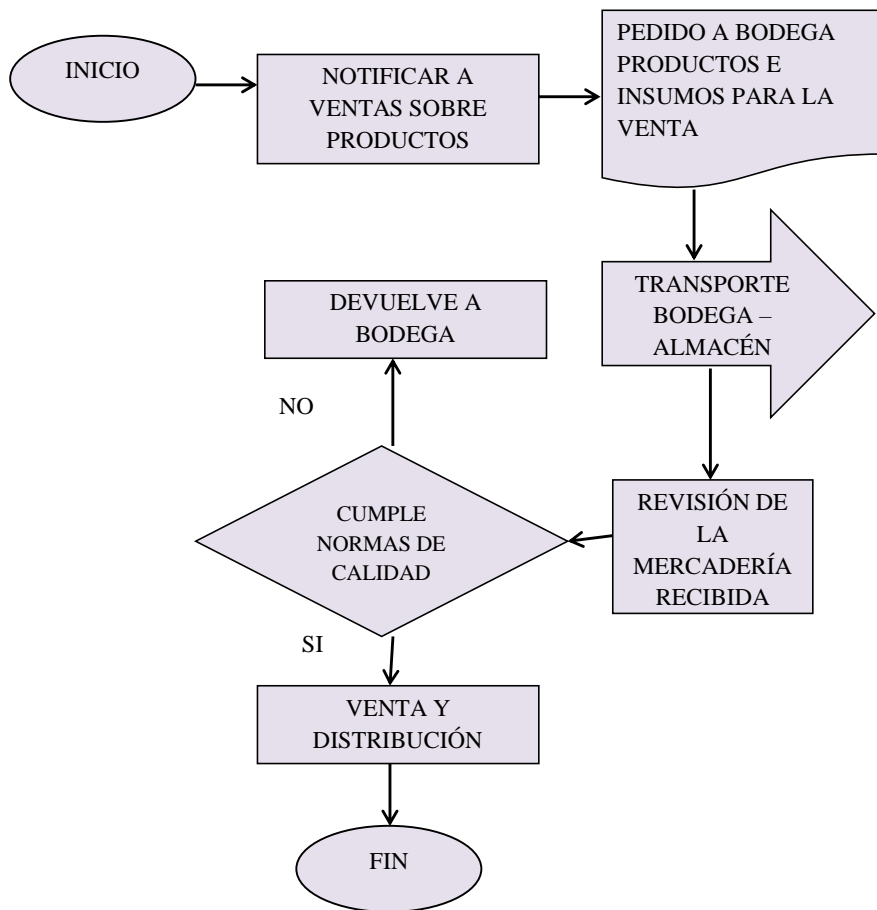 INICIO
NOTIFICAR A
VENTAS SOBRE
PRODUCTOS
PEDIDO A BODEGA
PRODUCTOS E
INSUMOS PARA LA
VENTA
TRANSPORTE
BODEGA –
ALMACÉN
REVISIÓN DE
LA
MERCADERÍA
RECIBIDA
CUMPLE
NORMAS DE
CALIDAD
NO
DEVUELVE A
BODEGA
SI
VENTA Y
DISTRIBUCIÓN
FIN